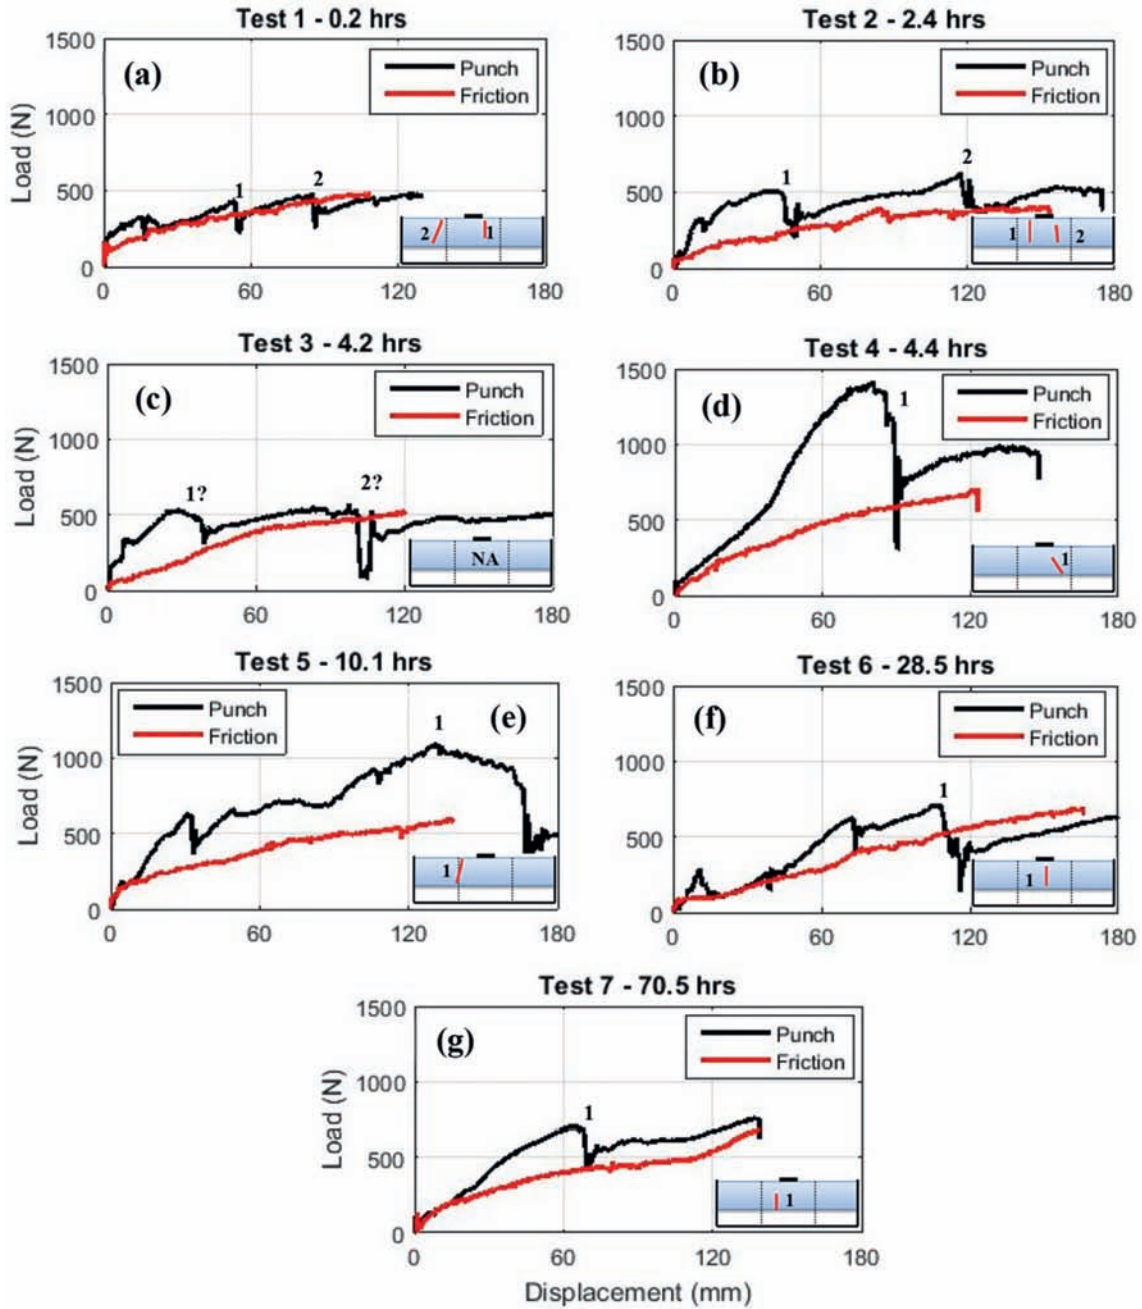 Test 1 - 0.2 hrs
1500
1000
500
0
Load (N)
(a)
Punch
Friction
1
2
2
1
0
60
120
180
Test 2 - 2.4 hrs
1500
1000
500
0
(b)
Punch
Friction
1
2
1
2
0
60
120
180
Test 3 - 4.2 hrs
1500
1000
500
0
Load (N)
(c)
Punch
Friction
1?
2?
NA
0
60
120
180
Test 4 - 4.4 hrs
1500
1000
500
0
(d)
Punch
Friction
1
1
0
60
120
180
Test 5 - 10.1 hrs
1500
1000
500
0
Load (N)
Punch
Friction
(e)
1
1
0
60
120
180
Test 6 - 28.5 hrs
1500
1000
500
0
(f)
Punch
Friction
1
1
0
60
120
180
Test 7 - 70.5 hrs
1500
1000
500
0
Load (N)
(g)
Punch
Friction
1
1
0
60
120
180
Displacement (mm)